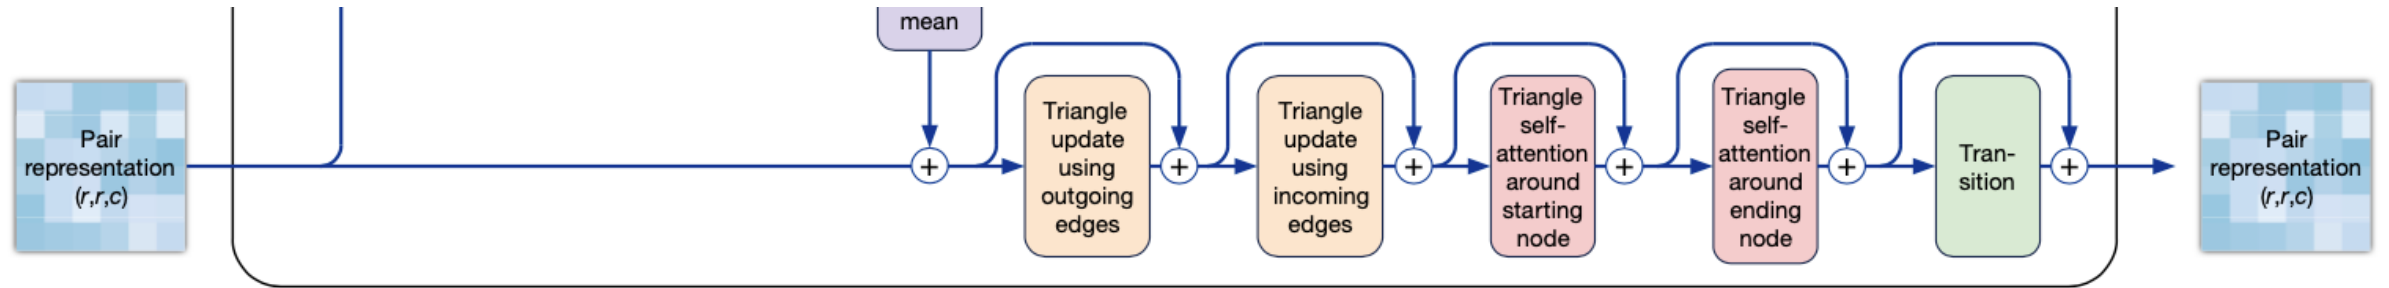 mean
Pair
representation
(r,r,c)
+
Triangle
update
using
outgoing
edges
+
Triangle
update
using
incoming
edges
+
Triangle
self-
attention
around
starting
node
+
Triangle
self-
attention
around
ending
node
+
Tran-
sition
+
Pair
representation
(r,r,c)